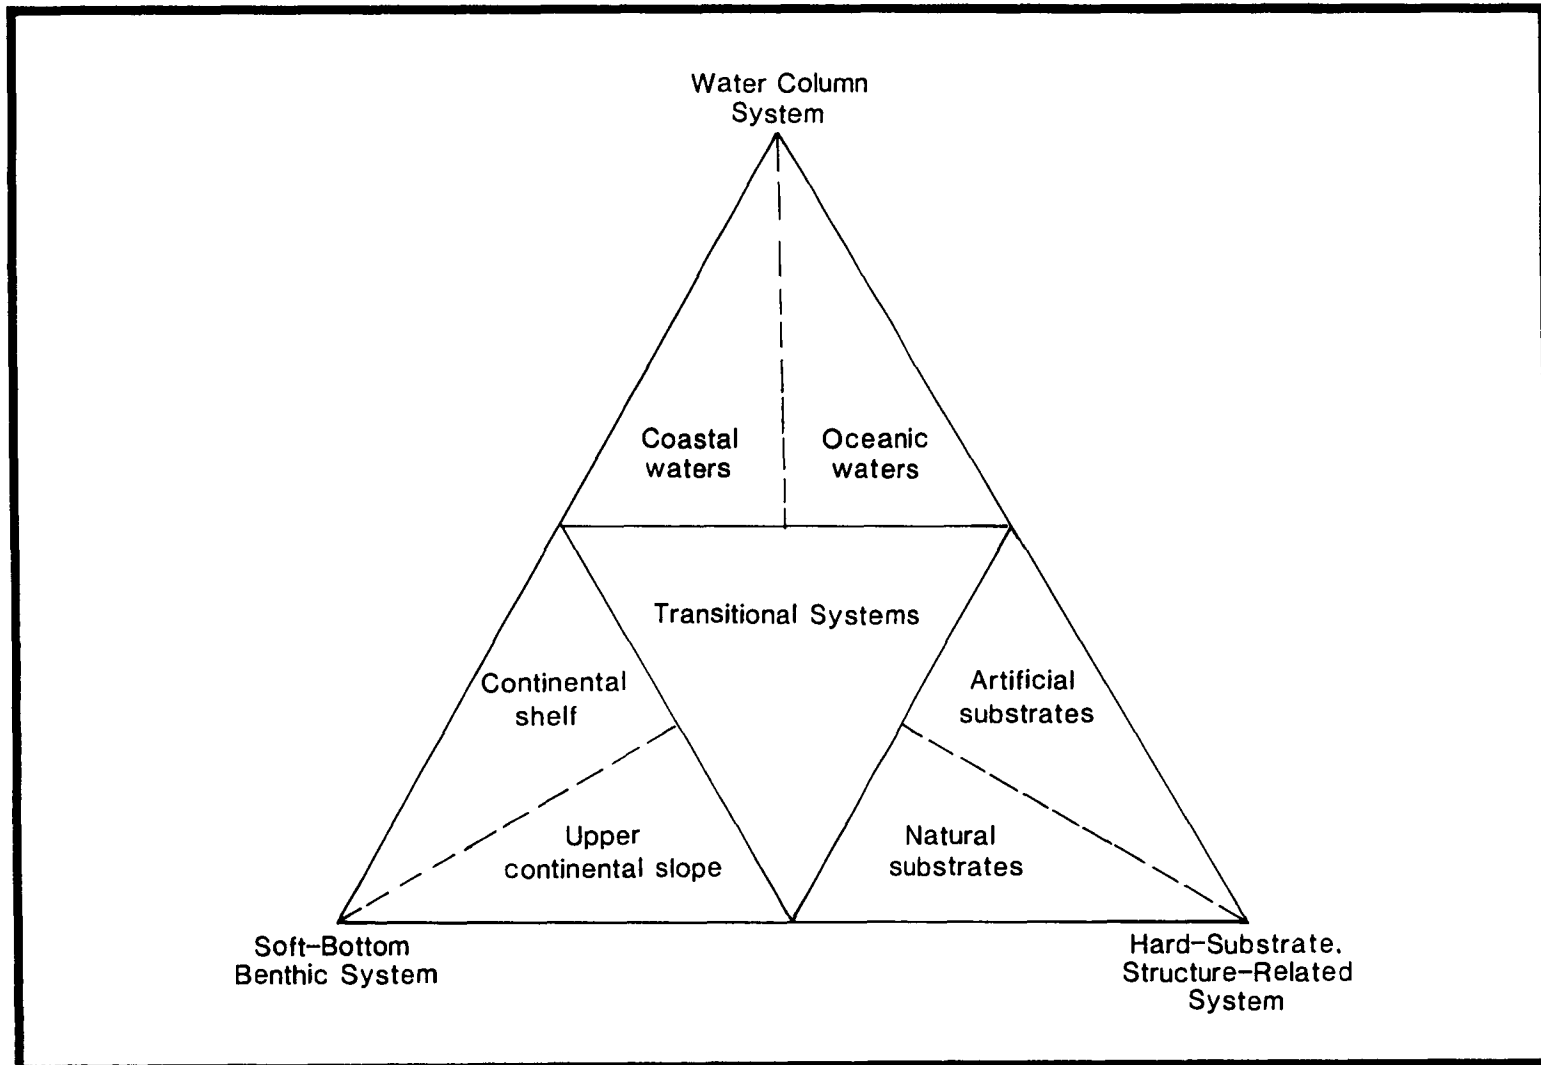 Water Column
System
Coastal
waters
Oceanic
waters
Transitional Systems
Continental
shelf
Artificial
substrates
Upper
continental slope
Natural
substrates
Soft-Bottom
Benthic System
Hard-Substrate.
Structure-Related
System